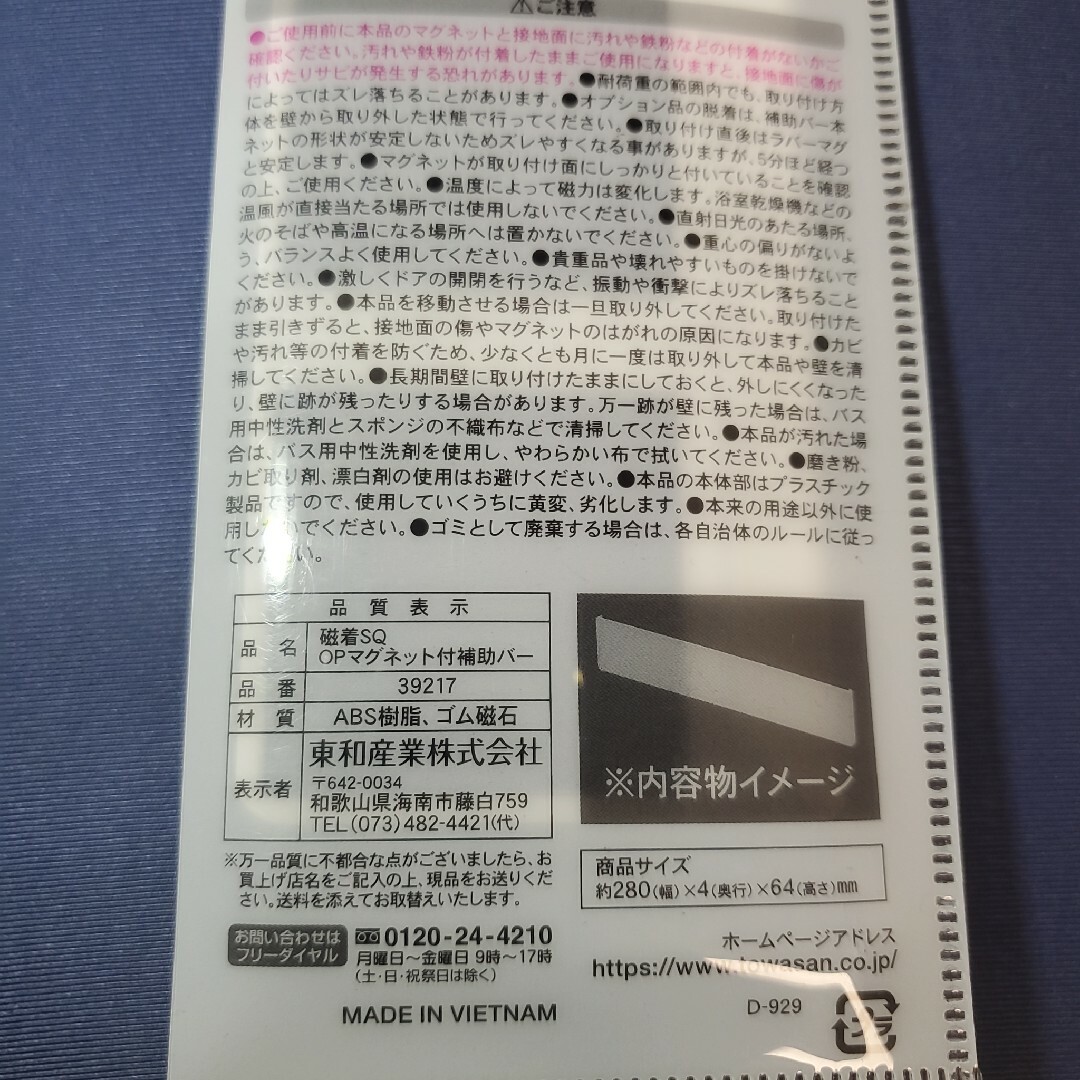 ⚠ご注意
●ご使用前に本品のマグネットと接地面に汚れや鉄粉などの付着がないかご
確認ください。汚れや鉄粉が付着したままご使用になりますと、接地面に傷が
付いたりサビが発生する恐れがあります。●耐荷重の範囲内でも、取り付け方
によってはズレ落ちることがあります。●オプション品の脱着は、補助バー本
体を壁から取り外した状態で行ってください。●取り付け直後はラバーマグ
ネットの形状が安定しないためズレやすくなる事がありますが、5分ほど経つ
と安定します。●マグネットが取り付け面にしっかりと付いていることを確認
の上、ご使用ください。●温度によって磁力は変化します。浴室乾燥機などの
温風が直接当たる場所では使用しないでください。●直射日光のあたる場所、
火のそばや高温になる場所へは置かないでください。●重心の偏りがないよ
う、バランスよく使用してください。●貴重品や壊れやすいものを掛けないで
ください。●激しくドアの開閉を行うなど、振動や衝撃によりズレ落ちること
があります。●本品を移動させる場合は一旦取り外してください。取り付けた
まま引きずると、接地面の傷やマグネットのはがれの原因になります。●カビ
や汚れ等の付着を防ぐため、少なくとも月に一度は取り外して本品や壁を清
掃してください。●長期間壁に取り付けたままにしておくと、外しにくくなった
り、壁に跡が残ったりする場合があります。万一跡が壁に残った場合は、バス
用中性洗剤とスポンジの不織布などで清掃してください。●本品が汚れた場
合は、バス用中性洗剤を使用し、やわらかい布で拭いてください。●磨き粉、
カビ取り剤、漂白剤の使用はお避けください。●本品の本体部はプラスチック
製品ですので、使用していくうちに黄変、劣化します。●本来の用途以外に使
用しないでください。●ゴミとして廃棄する場合は、各自治体のルールに従っ
てください。
品質表示
品名 磁着SQ
OPマグネット付補助バー
品番 39217
材質 ABS樹脂、ゴム磁石
表示者 東和産業株式会社
〒642-0034
和歌山県海南市藤白759
TEL(073)482-4421(代)
※内容物イメージ
※万一品質に不都合な点がございましたら、お
買上げ店名をご記入の上、現品をお送りくだ
さい。送料を添えてお取替えいたします。
商品サイズ
約280(幅)×4(奥行)×64(高さ)mm
お問い合わせは
フリーダイヤル
0120-24-4210
月曜日〜金曜日 9時〜17時
(土・日・祝祭日は除く)
ホームページアドレス
https://www.towasan.co.jp/
MADE IN VIETNAM
D-929
プラ